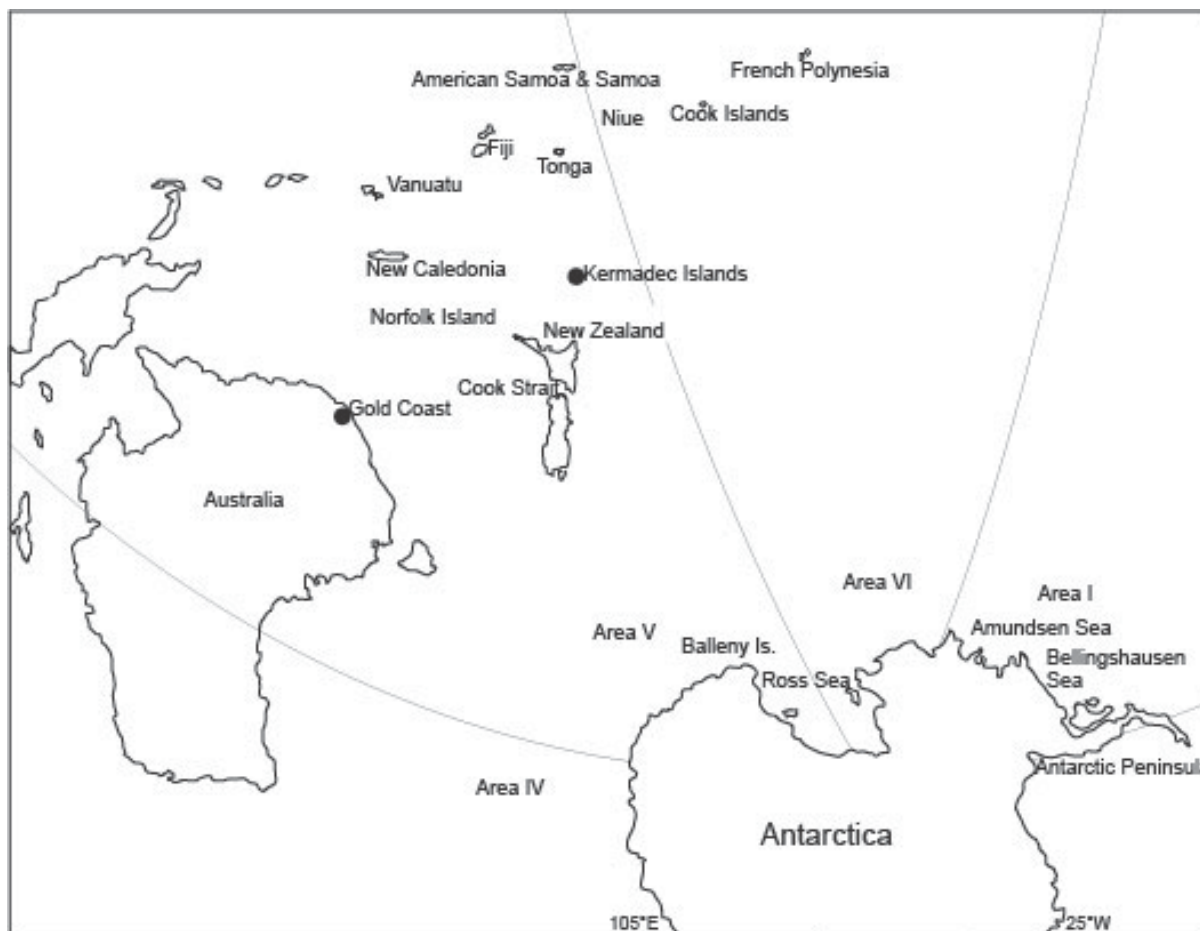 French Polynesia
American Samoa & Samoa
Niue
Cook Islands
Fiji
Tonga
Vanuatu
New Caledonia
Kermadec Islands
Norfolk Island
New Zealand
Cook Strait
Gold Coast
Australia
Area VI
Area I
Area V
Amundsen Sea
Balleny Is.
Bellingshausen
Sea
Ross Sea
Antarctic Peninsul
Area IV
Antarctica
105°E
25°W